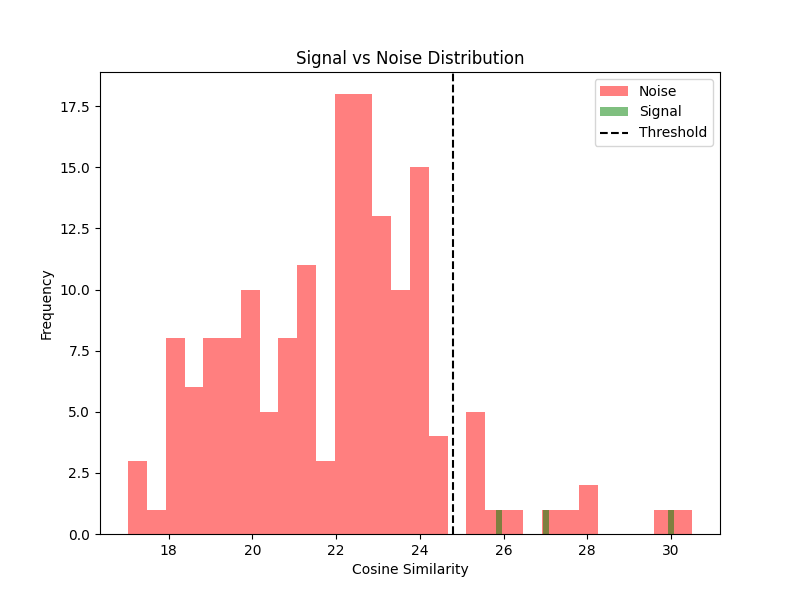 Signal vs Noise Distribution
Noise
Signal
Threshold
17.5
15.0
12.5
10.0
7.5
5.0
2.5
0.0
Frequency
18 20 22 24 26 28 30
Cosine Similarity